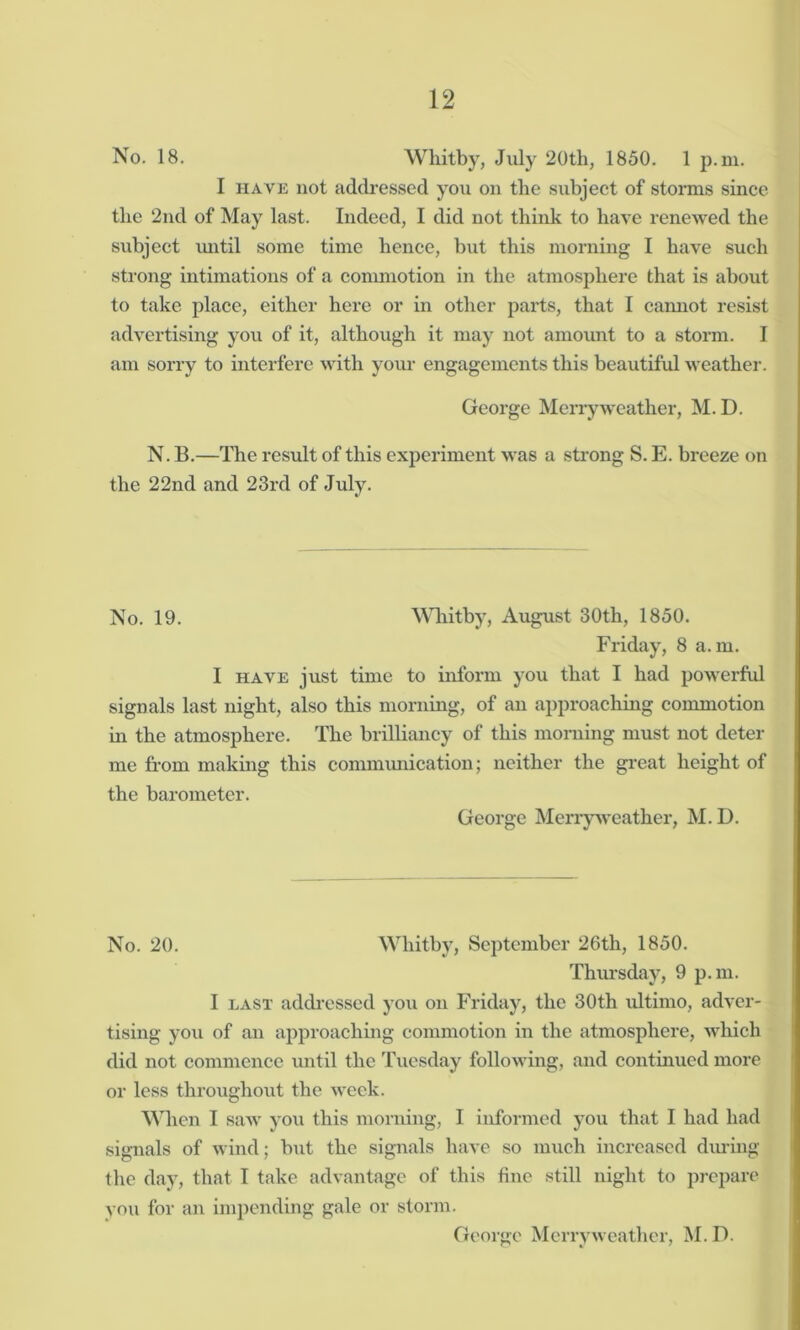 12
No. 18. Whitby, July 20th, 1850. 1 p.m.
I HAVE not addressed you on the subject of storms since
the 2nd of May last. Indeed, I did not think to have renewed the
subject until some time hence, but this morning I have such
strong intimations of a commotion in the atmosphere that is about
to take place, either here or in other parts, that I cannot resist
advertising you of it, although it may not amount to a storm. I
am sorry to interfere with your engagements this beautiful weather.
George Merryweather, M. D.
N. B.—The result of this experiment was a strong S. E. breeze on
the 22nd and 23rd of July.
No. 19. Whitby, August 30th, 1850.
Friday, 8 a. m.
I HAVE just time to inform you that I had powerful
signals last night, also this morning, of an approaching commotion
in the atmosphere. The brilliancy of this morning must not deter
me from making this communication; neither the great height of
the barometer.
George Merryweather, M. D.
No. 20. Whitby, September 26th, 1850.
Thursday, 9 p. m.
I LAST addressed you on Friday, the 30th ultimo, adver-
tising you of an approaching commotion in the atmosphere, which
did not commence until the Tuesday following, and continued more
or less throughout the week.
When I saw you this morning, I informed you that I had had
signals of wind; but the signals have so much increased during
the day, that I take advantage of this fine still night to prepare
you for an impending gale or storm.
George Merryweather, M. D.